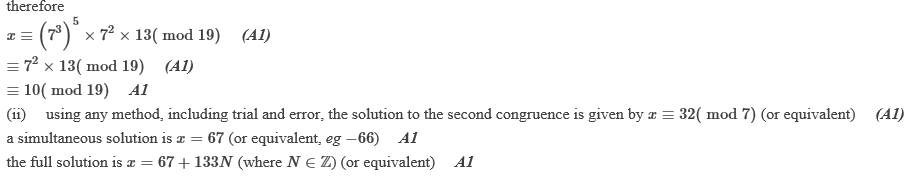 therefore
x ≡ (7³)⁵ × 7² × 13( mod 19) (A1)
≡ 7² × 13( mod 19) (A1)
≡ 10( mod 19) A1
(ii) using any method, including trial and error, the solution to the second congruence is given by x ≡ 32( mod 7) (or equivalent) (A1)
a simultaneous solution is x = 67 (or equivalent, eg −66) A1
the full solution is x = 67 + 133N (where N ∈ ℤ) (or equivalent) A1